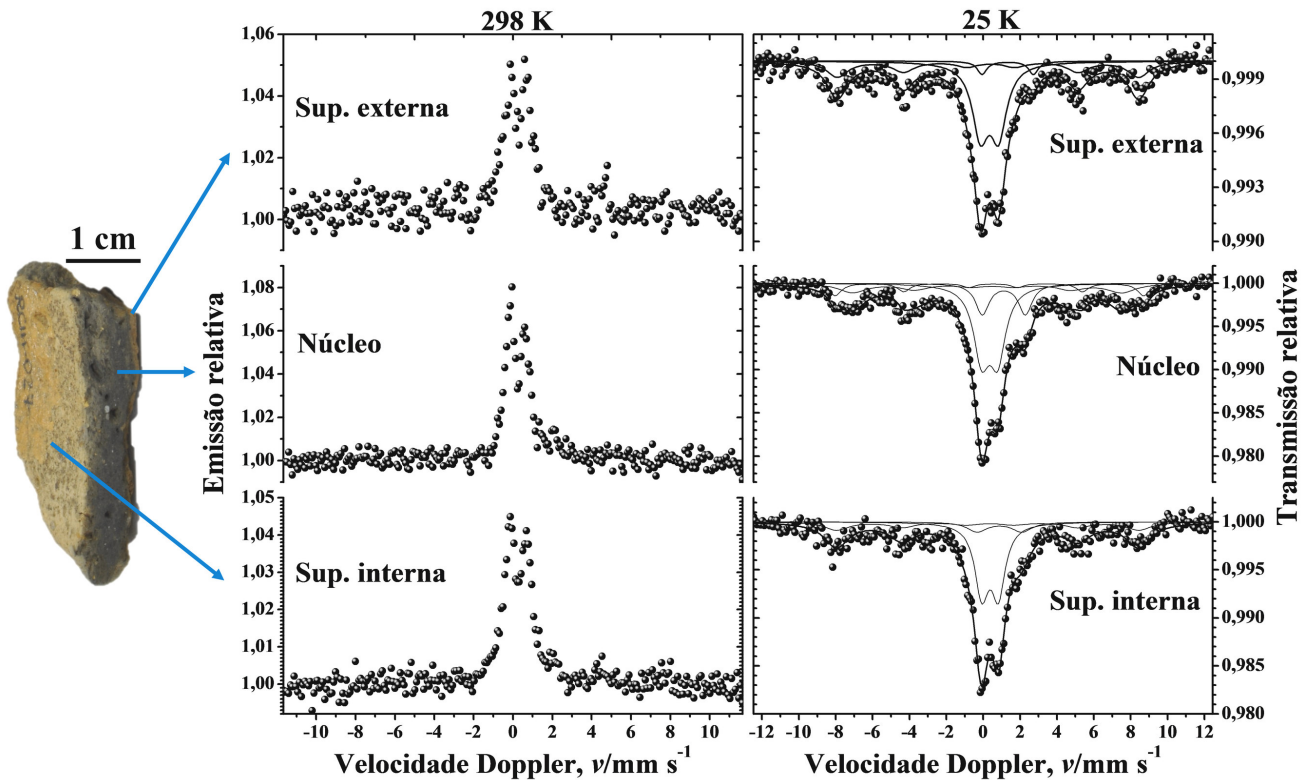 298 K
25 K
1,06
1,04
1,02
1,00
Sup. externa
0,999
0,996
0,993
0,990
Sup. externa
1 cm
1,08
1,06
1,04
1,02
1,00
Núcleo
1,000
0,995
0,990
0,985
0,980
Núcleo
Emissão relativa
Transmissão relativa
1,05
1,04
1,03
1,02
1,01
1,00
Sup. interna
1,000
0,995
0,990
0,985
0,980
Sup. interna
-10 -8 -6 -4 -2 0 2 4 6 8 10
-12 -10 -8 -6 -4 -2 0 2 4 6 8 10 12
Velocidade Doppler, v/mm s⁻¹
Velocidade Doppler, v/mm s⁻¹